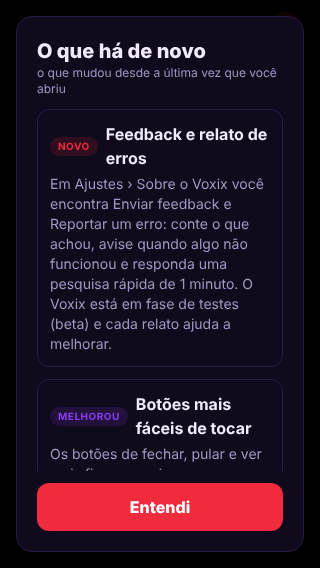 O que há de novo
o que mudou desde a última vez que você
abriu
NOVO
Feedback e relato de
erros
Em Ajustes › Sobre o Voxix você
encontra Enviar feedback e
Reportar um erro: conte o que
achou, avise quando algo não
funcionou e responda uma
pesquisa rápida de 1 minuto. O
Voxix está em fase de testes
(beta) e cada relato ajuda a
melhorar.
MELHOROU
Botões mais
fáceis de tocar
Os botões de fechar, pular e ver
Entendi